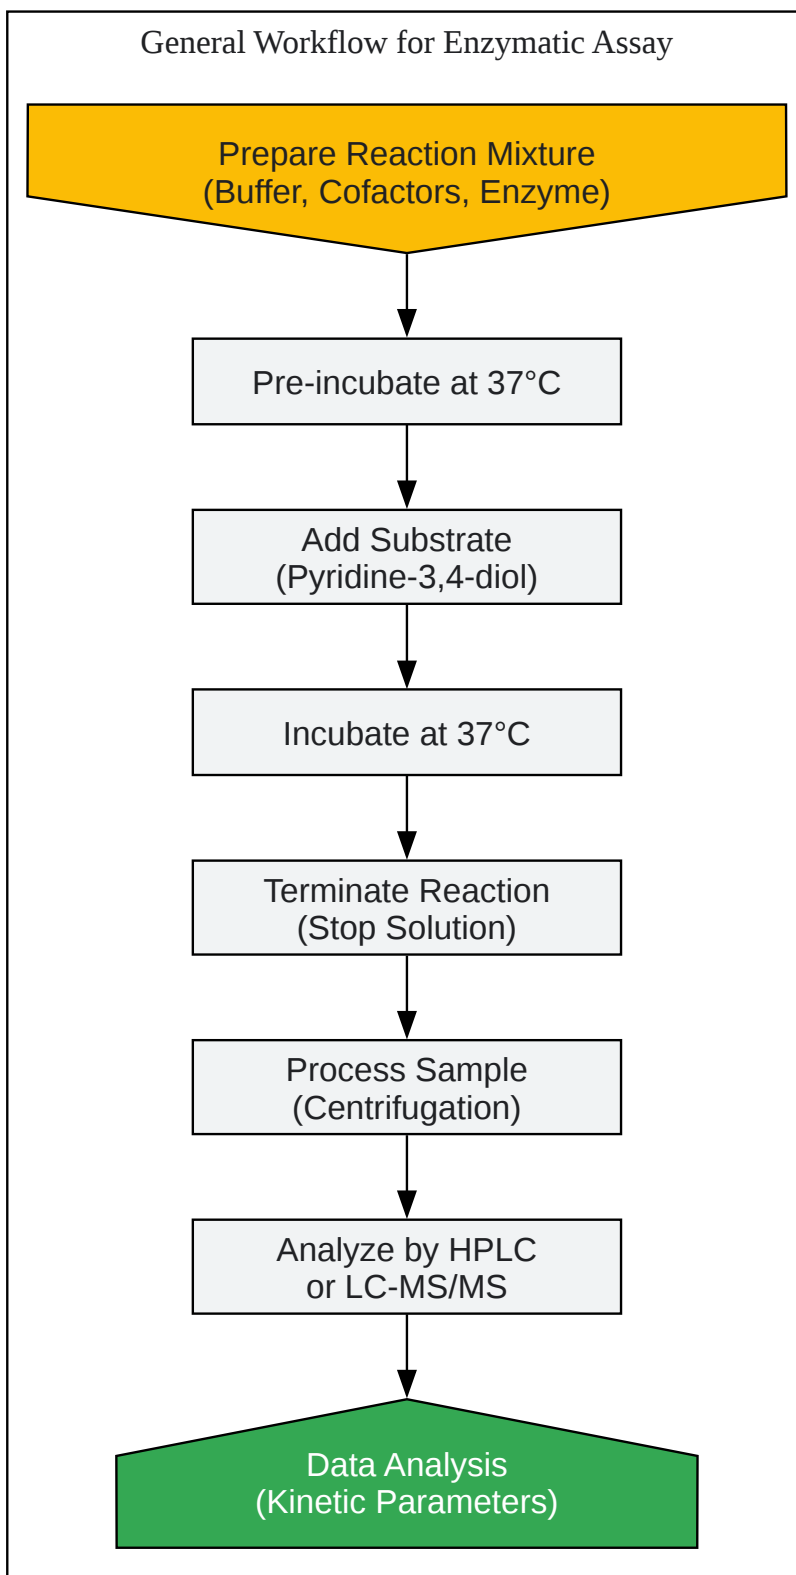 General Workflow for Enzymatic Assay
Prepare Reaction Mixture
(Buffer, Cofactors, Enzyme)
Pre-incubate at 37°C
Add Substrate
(Pyridine-3,4-diol)
Incubate at 37°C
Terminate Reaction
(Stop Solution)
Process Sample
(Centrifugation)
Analyze by HPLC
or LC-MS/MS
Data Analysis
(Kinetic Parameters)